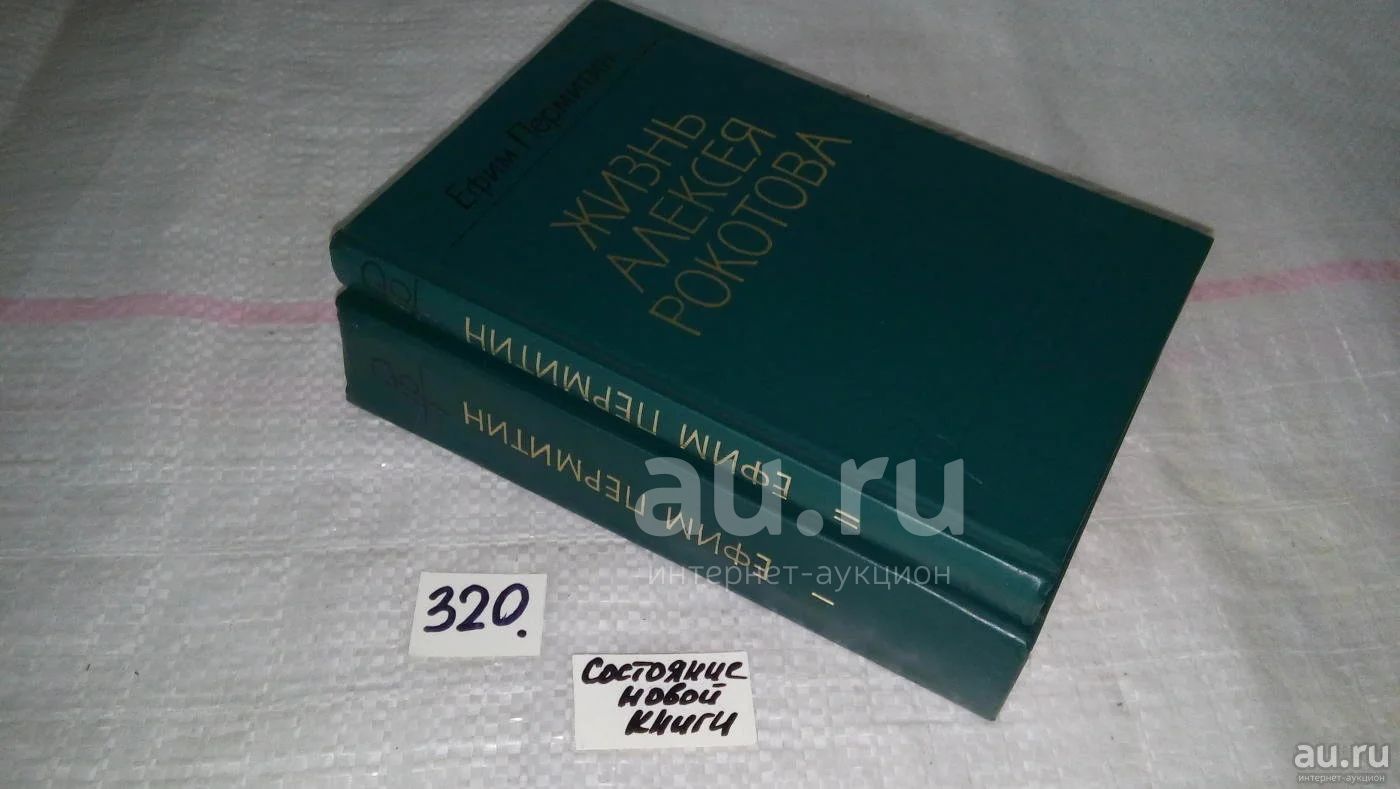 Ефим Пермитин
ЖИЗНЬ
АЛЕКСЕЯ
РОКОТОВА
ЕФИМ ПЕРМИТИН
II
ЕФИМ ПЕРМИТИН
I
au.ru
интернет-аукцион
320.
Состояние
новой
книги
au.ru
интернет-аукцион